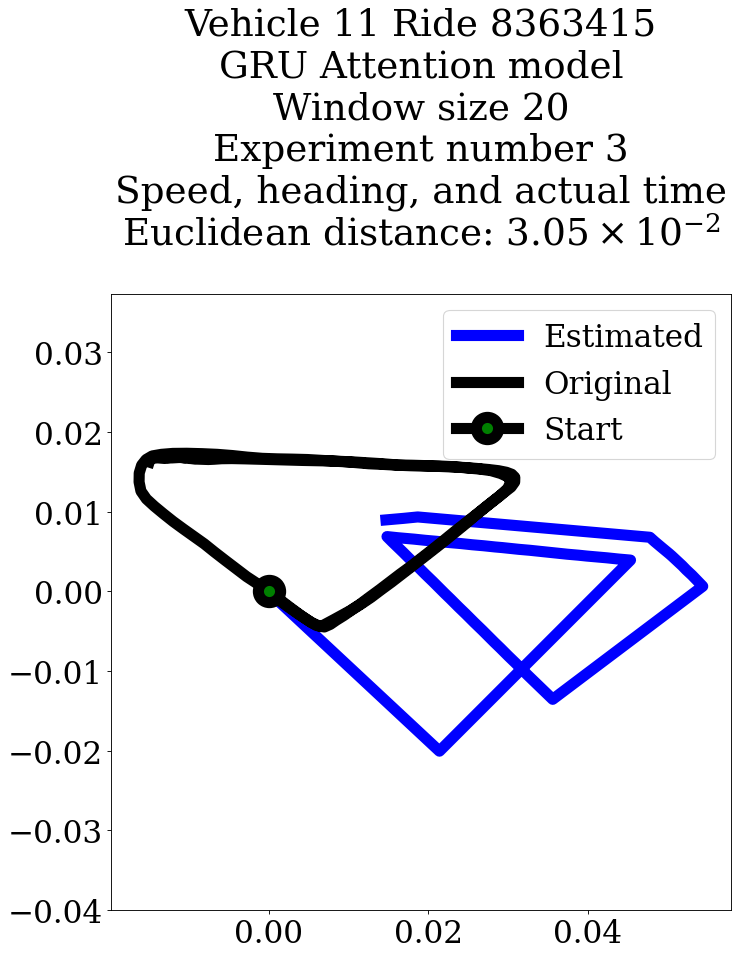 Vehicle 11 Ride 8363415
GRU Attention model
Window size 20
Experiment number 3
Speed, heading, and actual time
Euclidean distance: 3.05 × 10⁻²
Estimated
Original
Start
0.03
0.02
0.01
0.00
−0.01
−0.02
−0.03
−0.04
0.00
0.02
0.04